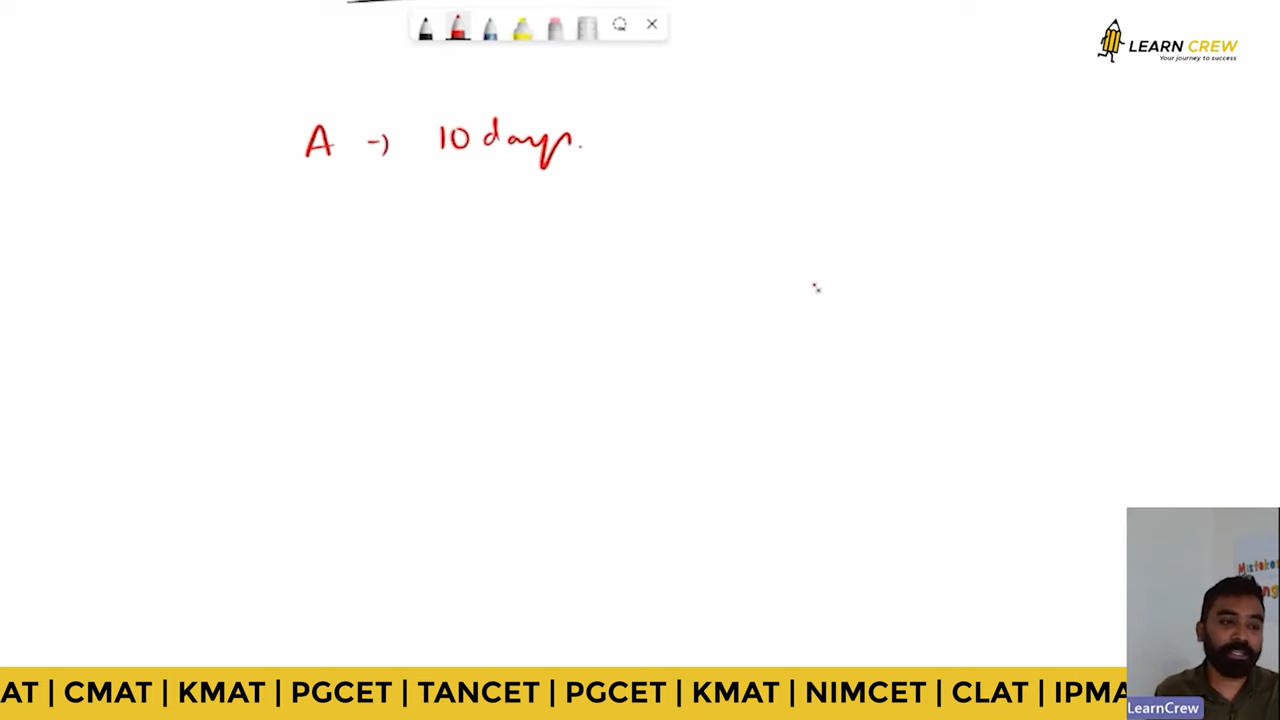 LEARN CREW
Your journey to success
A → 10 days.
Mistakes
AT | CMAT | KMAT | PGCET | TANCET | PGCET | KMAT | NIMCET | CLAT | IPMA
LearnCrew